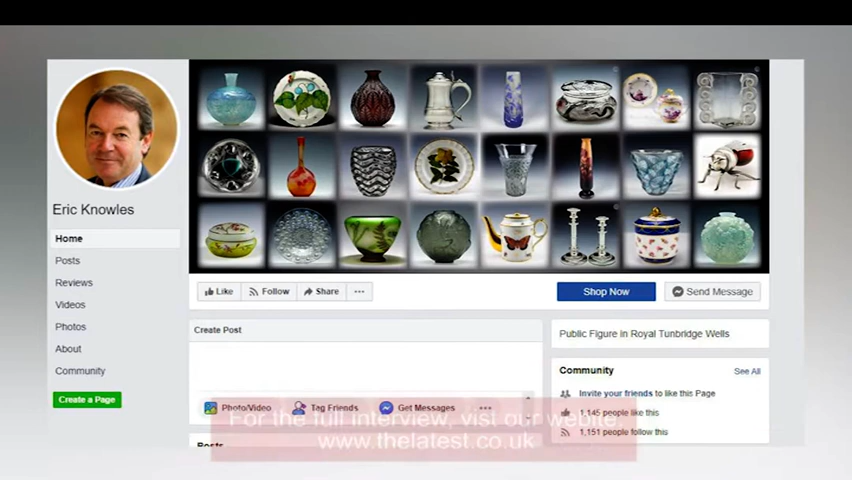 Eric Knowles
Home
Posts
Reviews
Videos
Photos
About
Community
Create a Page
Like
Follow
Share
Shop Now
Send Message
Create Post
Photo/Video
Tag Friends
Get Messages
Posts
Public Figure in Royal Tunbridge Wells
Community
See All
Invite your friends to like this Page
1,145 people like this
1,151 people follow this
For the full interview, vist our webite,
www.thelatest.co.uk